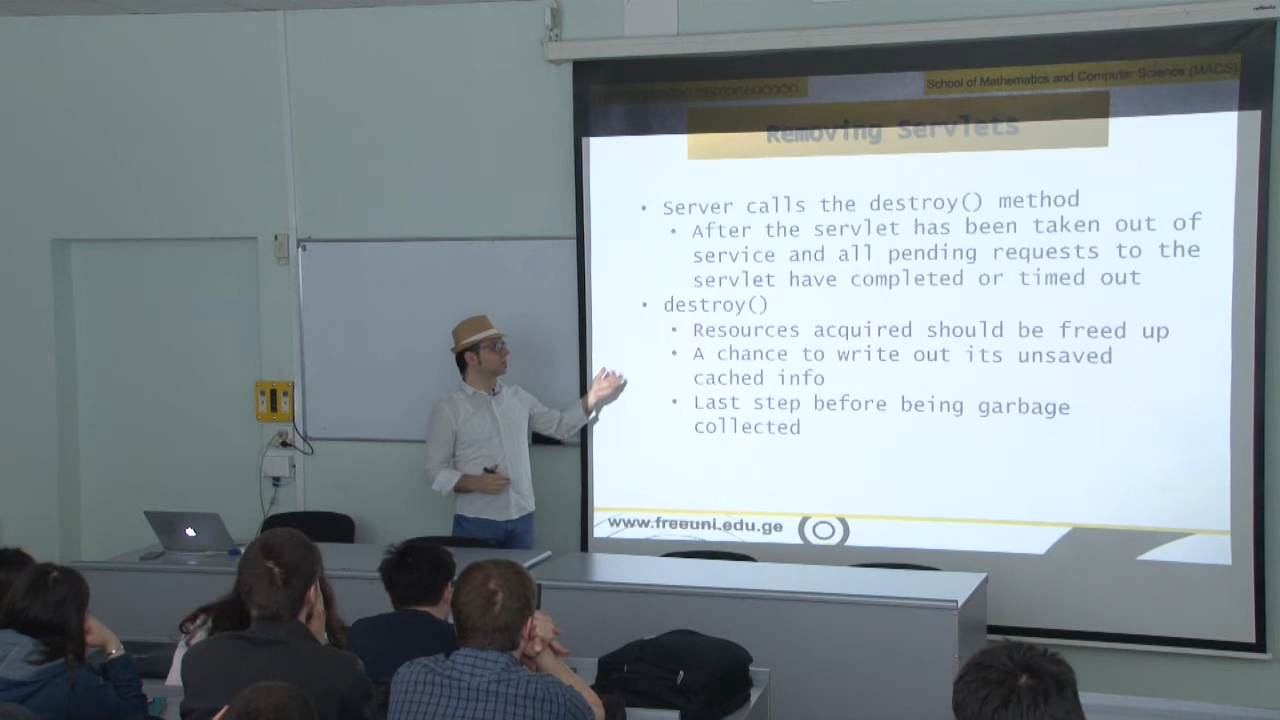 School of Mathematics and Computer Science (MACS)
Removing Servlets
• Server calls the destroy() method
• After the servlet has been taken out of
service and all pending requests to the
servlet have completed or timed out
• destroy()
• Resources acquired should be freed up
• A chance to write out its unsaved
cached info
• Last step before being garbage
collected
www.freeuni.edu.ge